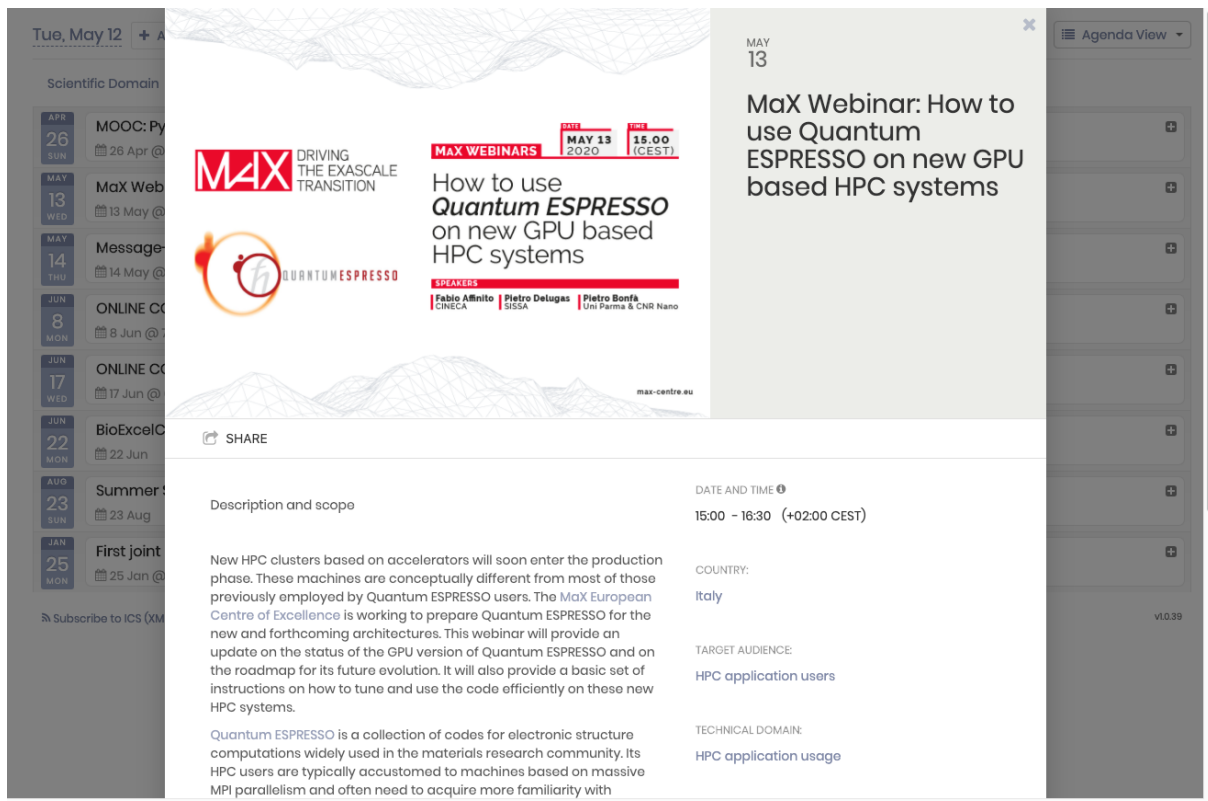 Tue, May 12
A
Agenda View
Scientific Domain
APR
26
SUN
MOOC: Py
26 Apr @
MAY
13
WED
MaX Web
13 May @
MAY
14
THU
Message-
14 May @
JUN
8
MON
ONLINE CO
8 Jun @ 7
JUN
17
WED
ONLINE CO
17 Jun @
JUN
22
MON
BioExcelC
22 Jun
AUG
23
SUN
Summer S
23 Aug
JAN
25
MON
First joint
25 Jan @
Subscribe to ICS (XM
v1.0.39
MAX
DRIVING
THE EXASCALE
TRANSITION
QUANTUMESPRESSO
MAX WEBINARS
DATE
MAY 13
2020
TIME
15.00
(CEST)
How to use
Quantum ESPRESSO
on new GPU based
HPC systems
SPEAKERS
Fabio Affinito
CINECA
Pietro Delugas
SISSA
Pietro Bonfà
Uni Parma & CNR Nano
max-centre.eu
MAY
13
MaX Webinar: How to
use Quantum
ESPRESSO on new GPU
based HPC systems
SHARE
Description and scope
New HPC clusters based on accelerators will soon enter the production
phase. These machines are conceptually different from most of those
previously employed by Quantum ESPRESSO users. The MaX European
Centre of Excellence is working to prepare Quantum ESPRESSO for the
new and forthcoming architectures. This webinar will provide an
update on the status of the GPU version of Quantum ESPRESSO and on
the roadmap for its future evolution. It will also provide a basic set of
instructions on how to tune and use the code efficiently on these new
HPC systems.
Quantum ESPRESSO is a collection of codes for electronic structure
computations widely used in the materials research community. Its
HPC users are typically accustomed to machines based on massive
MPI parallelism and often need to acquire more familiarity with
DATE AND TIME
15:00 - 16:30 (+02:00 CEST)
COUNTRY:
Italy
TARGET AUDIENCE:
HPC application users
TECHNICAL DOMAIN:
HPC application usage